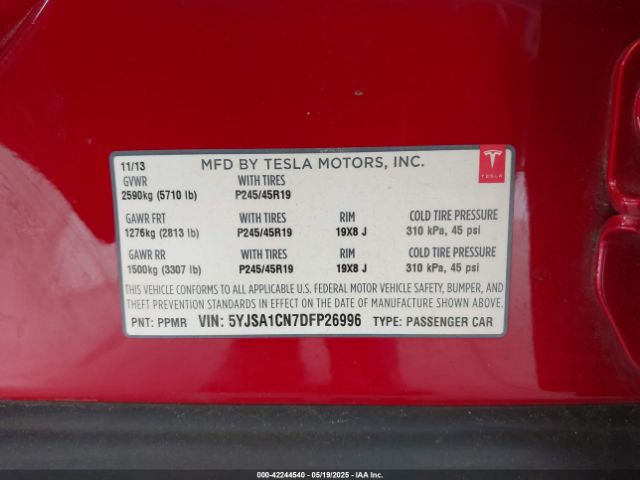 11/13 MFD BY TESLA MOTORS, INC.
TESLA
GVWR WITH TIRES
2590kg (5710 lb) P245/45R19
GAWR FRT WITH TIRES RIM COLD TIRE PRESSURE
1276kg (2813 lb) P245/45R19 19X8 J 310 kPa, 45 psi
GAWR RR WITH TIRES RIM COLD TIRE PRESSURE
1500kg (3307 lb) P245/45R19 19X8 J 310 kPa, 45 psi
THIS VEHICLE CONFORMS TO ALL APPLICABLE U.S. FEDERAL MOTOR VEHICLE SAFETY, BUMPER, AND
THEFT PREVENTION STANDARDS IN EFFECT ON THE DATE OF MANUFACTURE SHOWN ABOVE.
PNT: PPMR VIN: 5YJSA1CN7DFP26996 TYPE: PASSENGER CAR
000-42244540 - 05/19/2025 - IAAI Inc.